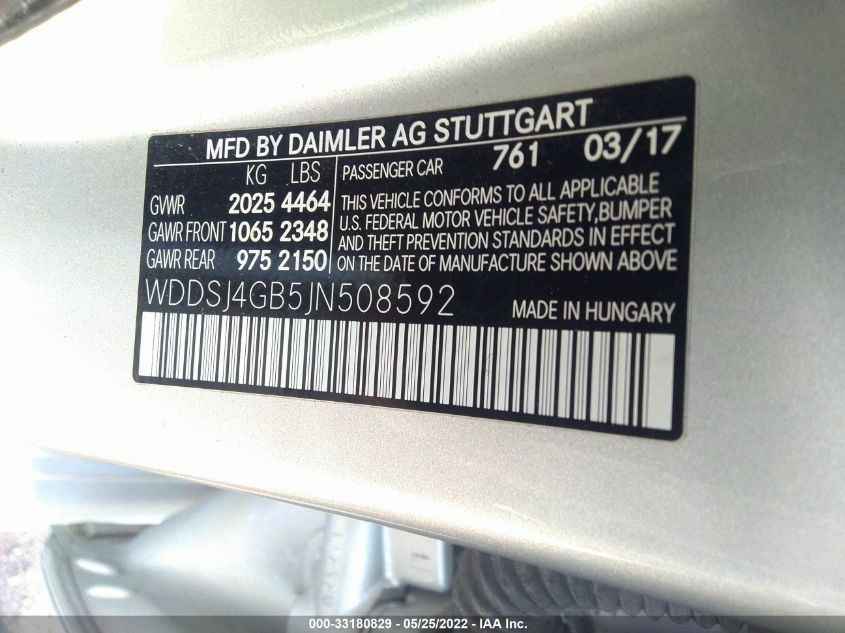 MFD BY DAIMLER AG STUTTGART
KG LBS PASSENGER CAR 761 03/17
GVWR 2025 4464
GAWR FRONT 1065 2348
GAWR REAR 975 2150
THIS VEHICLE CONFORMS TO ALL APPLICABLE
U.S. FEDERAL MOTOR VEHICLE SAFETY,BUMPER
AND THEFT PREVENTION STANDARDS IN EFFECT
ON THE DATE OF MANUFACTURE SHOWN ABOVE
WDDSJ4GB5JN508592 MADE IN HUNGARY
000-33180829 - 05/25/2022 - IAA Inc.